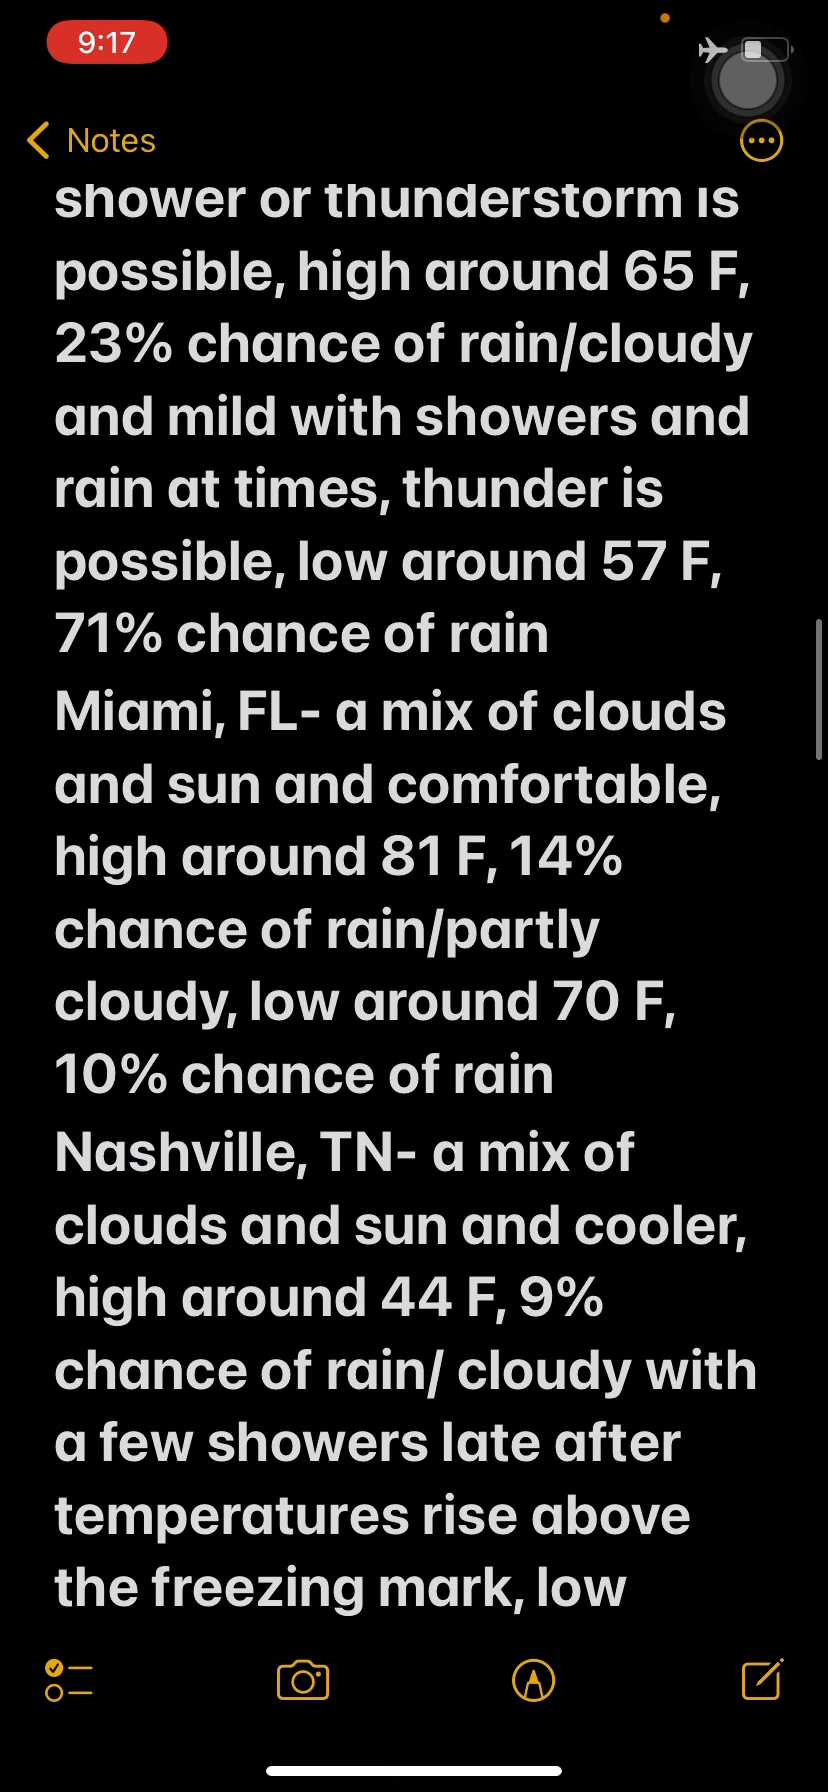 9:17
Notes
shower or thunderstorm is
possible, high around 65 F,
23% chance of rain/cloudy
and mild with showers and
rain at times, thunder is
possible, low around 57 F,
71% chance of rain
Miami, FL- a mix of clouds
and sun and comfortable,
high around 81 F, 14%
chance of rain/partly
cloudy, low around 70 F,
10% chance of rain
Nashville, TN- a mix of
clouds and sun and cooler,
high around 44 F, 9%
chance of rain/ cloudy with
a few showers late after
temperatures rise above
the freezing mark, low